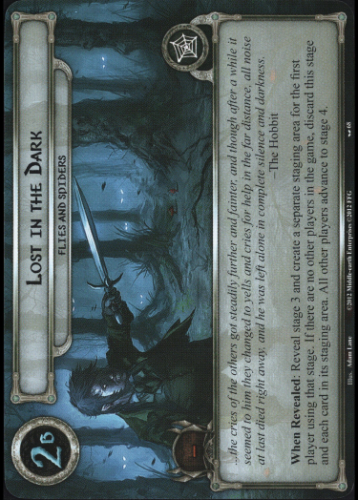 2B
LOST IN THE DARK
FLIES AND SPIDERS
...the cries of the others got steadily further and fainter, and though after a while it
seemed to him they changed to yells and cries for help in the far distance, all noise
at last died right away, and he was left alone in complete silence and darkness.
–The Hobbit
When Revealed: Reveal stage 3 and create a separate staging area for the first
player using that stage. If there are no other players in the game, discard this stage
and each card in its staging area. All other players advance to stage 4.
Illus. Adam Lane ©2012 Middle-earth Enterprises ©2012 FFG 68